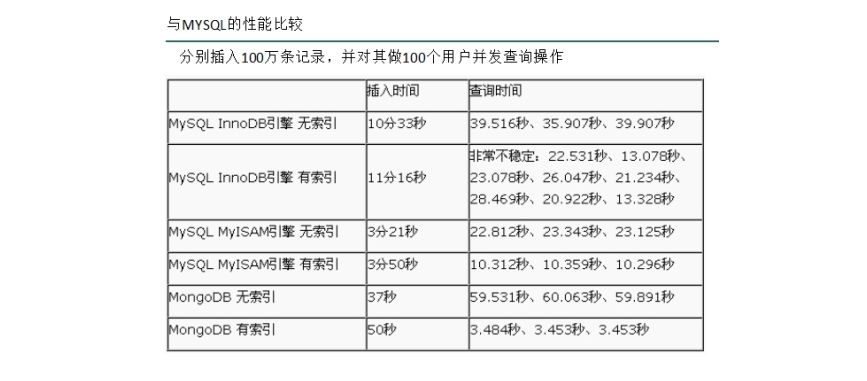 与MYSQL的性能比较
分别插入100万条记录，并对其做100个用户并发查询操作
插入时间 查询时间
MySQL InnoDB引擎 无索引 10分33秒 39.516秒、35.907秒、39.907秒
MySQL InnoDB引擎 有索引 11分16秒 非常不稳定：22.531秒、13.078秒、
23.078秒、26.047秒、21.234秒、
28.469秒、20.922秒、13.328秒
MySQL MyISAM引擎 无索引 3分21秒 22.812秒、23.343秒、23.125秒
MySQL MyISAM引擎 有索引 3分50秒 10.312秒、10.359秒、10.296秒
MongoDB 无索引 37秒 59.531秒、60.063秒、59.891秒
MongoDB 有索引 50秒 3.484秒、3.453秒、3.453秒